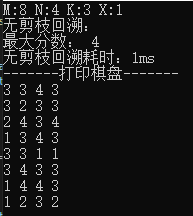 M:8 N:4 K:3 X:1
无剪枝回溯:
最大分数: 4
无剪枝回溯耗时: 1ms
--------打印棋盘--------
3 3 4 3
3 2 3 3
2 4 3 4
1 3 4 3
3 3 1 1
3 4 3 3
1 4 4 3
1 2 3 2